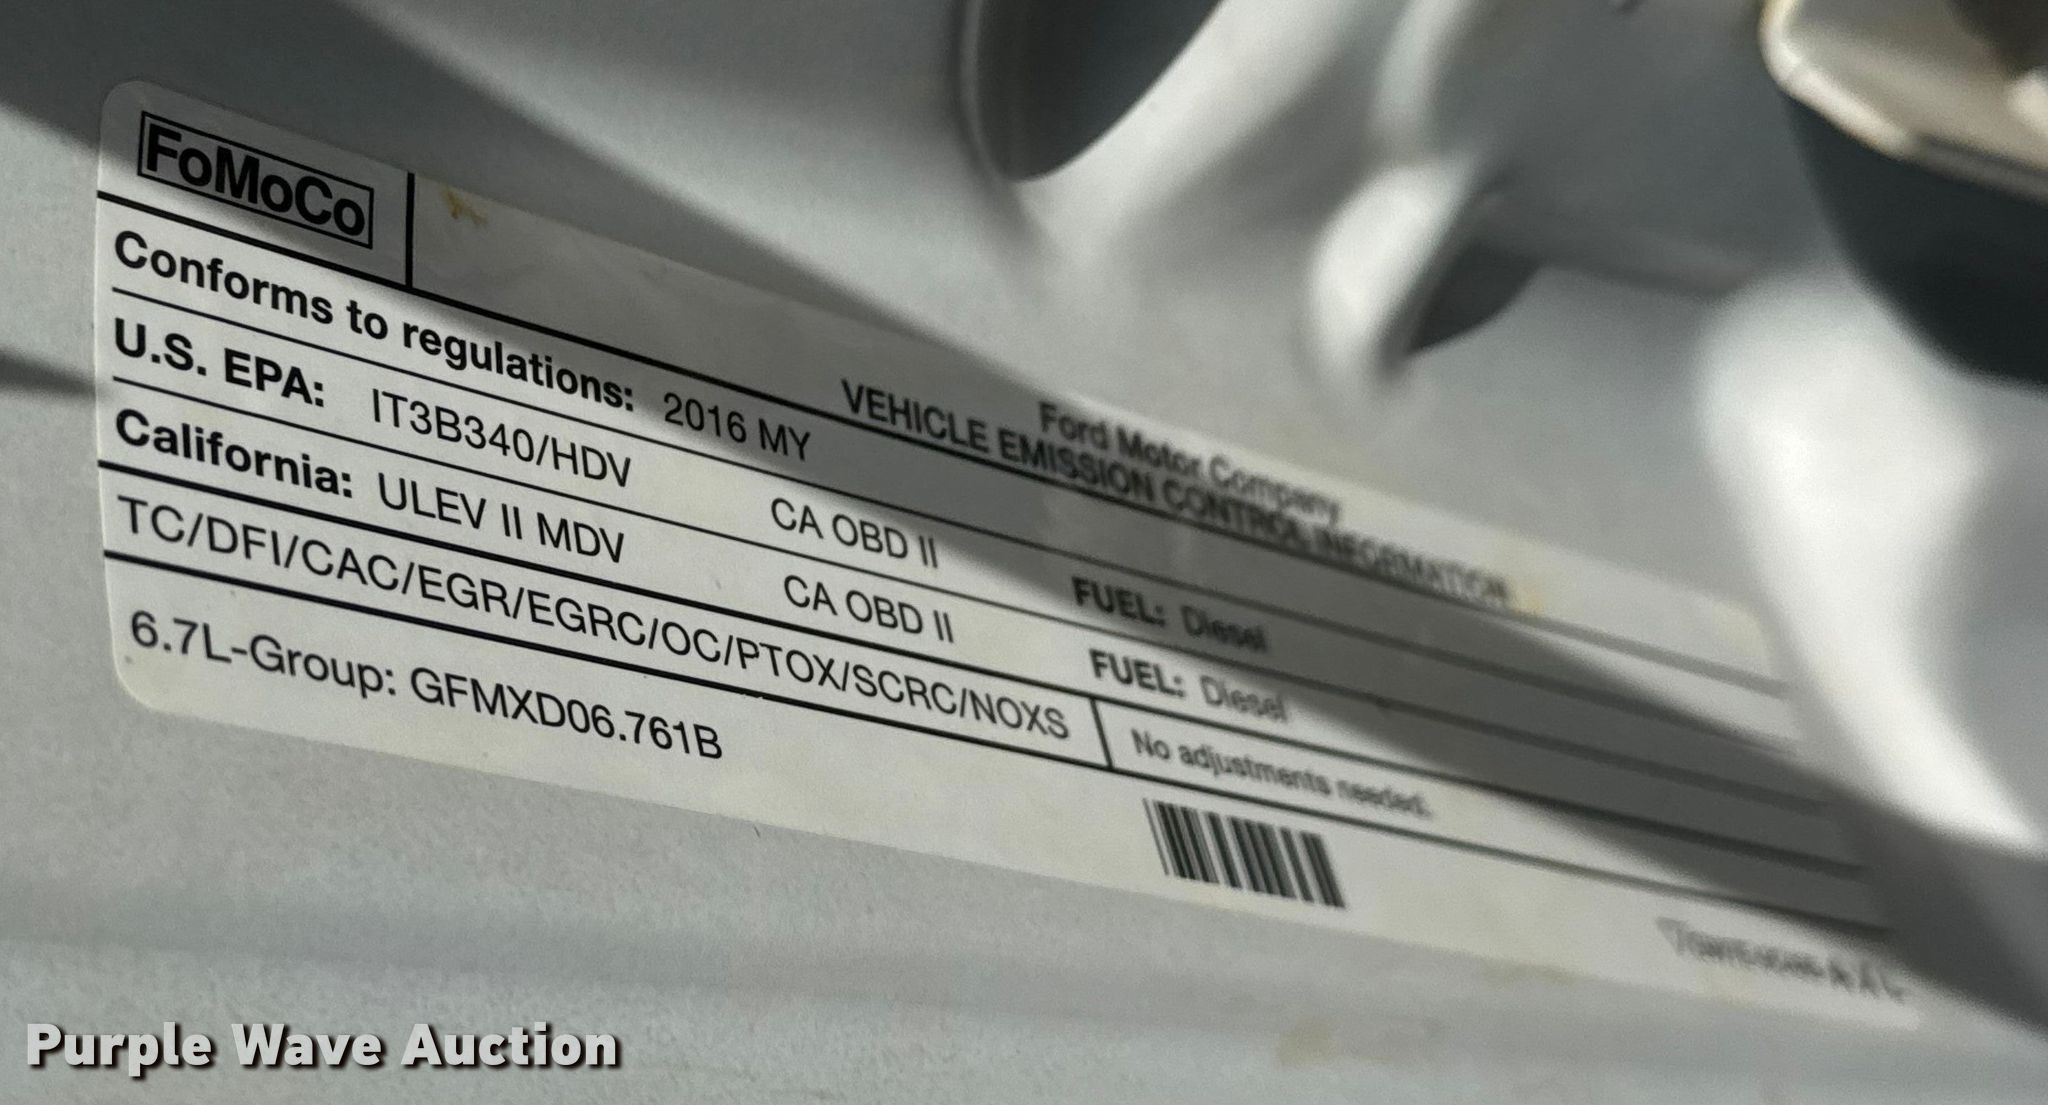 FoMoCo
Ford Motor Company
VEHICLE EMISSION CONTROL INFORMATION
Conforms to regulations: 2016 MY
U.S. EPA: IT3B340/HDV CA OBD II FUEL: Diesel
California: ULEV II MDV CA OBD II FUEL: Diesel
TC/DFI/CAC/EGR/EGRC/OC/PTOX/SCRC/NOXS No adjustments needed.
6.7L-Group: GFMXD06.761B
Purple Wave Auction